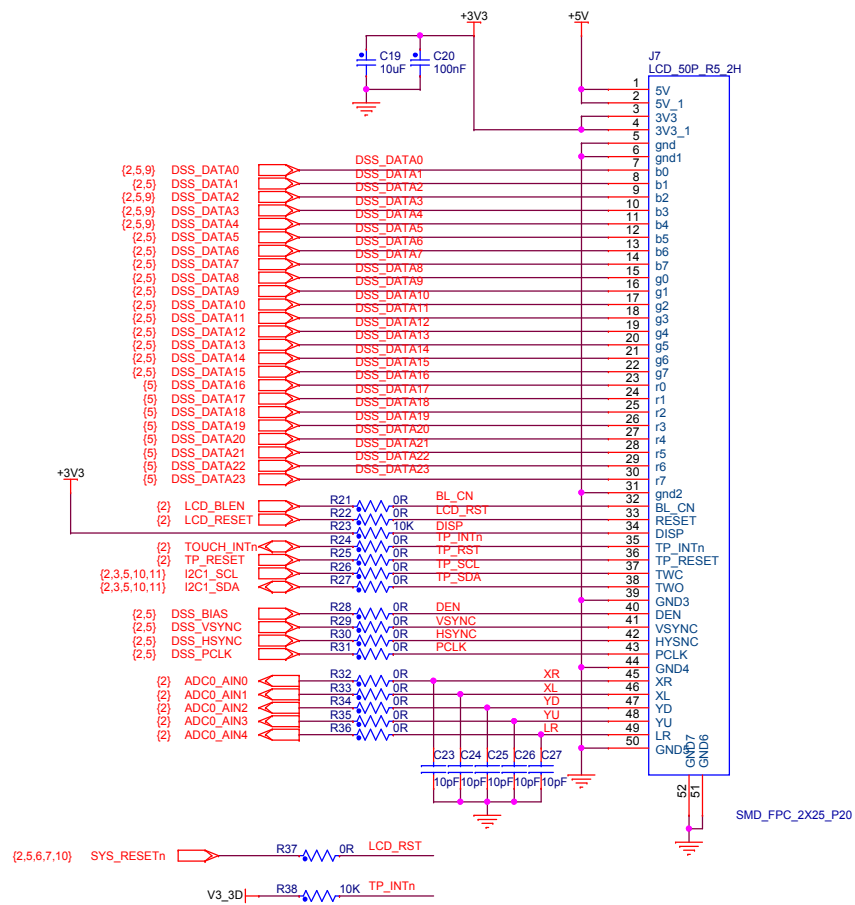 +3V3 +5V
J7
LCD_50P_R5_2H
C19 10uF C20 100nF
1 5V
2 5V_1
3 3V3
4 3V3_1
5 gnd
6 gnd1
{2,5,9} DSS_DATA0 DSS_DATA0 7 b0
{2,5} DSS_DATA1 DSS_DATA1 8 b1
{2,5,9} DSS_DATA2 DSS_DATA2 9 b2
{2,5,9} DSS_DATA3 DSS_DATA3 10 b3
{2,5,9} DSS_DATA4 DSS_DATA4 11 b4
{2,5} DSS_DATA5 DSS_DATA5 12 b5
{2,5} DSS_DATA6 DSS_DATA6 13 b6
{2,5} DSS_DATA7 DSS_DATA7 14 b7
{2,5} DSS_DATA8 DSS_DATA8 15 g0
{2,5} DSS_DATA9 DSS_DATA9 16 g1
{2,5} DSS_DATA10 DSS_DATA10 17 g2
{2,5} DSS_DATA11 DSS_DATA11 18 g3
{2,5} DSS_DATA12 DSS_DATA12 19 g4
{2,5} DSS_DATA13 DSS_DATA13 20 g5
{2,5} DSS_DATA14 DSS_DATA14 21 g6
{2,5} DSS_DATA15 DSS_DATA15 22 g7
{5} DSS_DATA16 DSS_DATA16 23 r0
{5} DSS_DATA17 DSS_DATA17 24 r1
{5} DSS_DATA18 DSS_DATA18 25 r2
{5} DSS_DATA19 DSS_DATA19 26 r3
{5} DSS_DATA20 DSS_DATA20 27 r4
{5} DSS_DATA21 DSS_DATA21 28 r5
{5} DSS_DATA22 DSS_DATA22 29 r6
{5} DSS_DATA23 DSS_DATA23 30 r7
+3V3
31 gnd2
{2} LCD_BLEN R21 0R BL_CN 32 BL_CN
{2} LCD_RESET R22 0R LCD_RST 33 RESET
R23 10K DISP 34 DISP
{2} TOUCH_INTn R24 0R TP_INTn 35 TP_INTn
{2} TP_RESET R25 0R TP_RST 36 TP_RESET
{2,3,5,10,11} I2C1_SCL R26 0R TP_SCL 37 TWC
{2,3,5,10,11} I2C1_SDA R27 0R TP_SDA 38 TWO
39 GND3
{2,5} DSS_BIAS R28 0R DEN 40 DEN
{2,5} DSS_VSYNC R29 0R VSYNC 41 VSYNC
{2,5} DSS_HSYNC R30 0R HSYNC 42 HYSNC
{2,5} DSS_PCLK R31 0R PCLK 43 PCLK
44 GND4
{2} ADC0_AIN0 R32 0R XR 45 XR
{2} ADC0_AIN1 R33 0R XL 46 XL
{2} ADC0_AIN2 R34 0R YD 47 YD
{2} ADC0_AIN3 R35 0R YU 48 YU
{2} ADC0_AIN4 R36 0R LR 49 LR
50 GND5 GND7 GND6
C23 C24 C25 C26 C27
10pF 10pF 10pF 10pF 10pF
52 51
SMD_FPC_2X25_P20
{2,5,6,7,10} SYS_RESETn R37 0R LCD_RST
V3_3D R38 10K TP_INTn